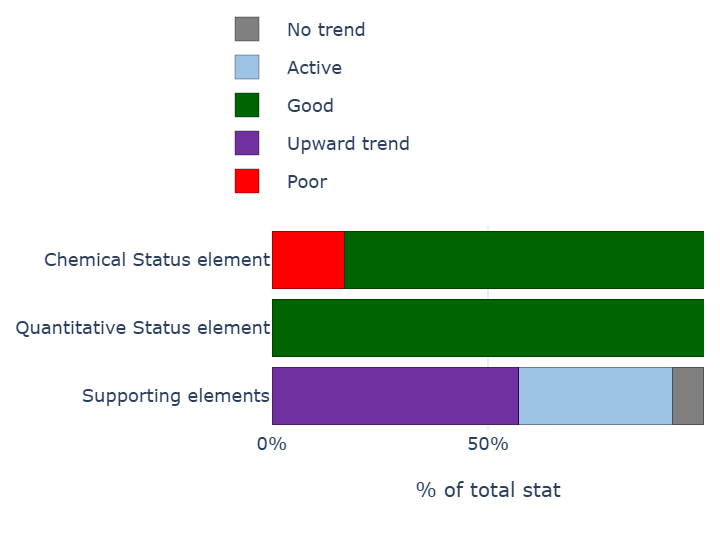 No trend
Active
Good
Upward trend
Poor
Chemical Status element
Quantitative Status element
Supporting elements
0% 50%
% of total stat